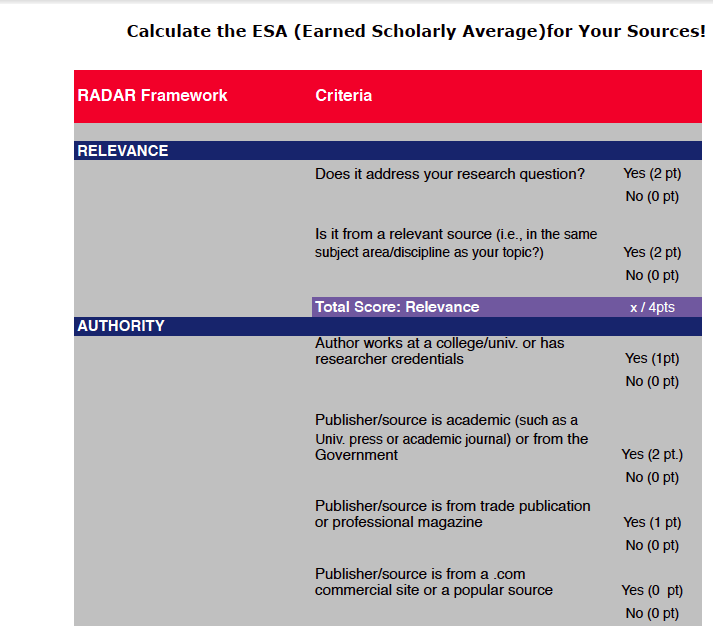 Calculate the ESA (Earned Scholarly Average)for Your Sources!
RADAR Framework Criteria
RELEVANCE
Does it address your research question? Yes (2 pt)
No (0 pt)
Is it from a relevant source (i.e., in the same
subject area/discipline as your topic?) Yes (2 pt)
No (0 pt)
Total Score: Relevance x / 4pts
AUTHORITY
Author works at a college/univ. or has
researcher credentials Yes (1pt)
No (0 pt)
Publisher/source is academic (such as a
Univ. press or academic journal) or from the
Government Yes (2 pt.)
No (0 pt)
Publisher/source is from trade publication
or professional magazine Yes (1 pt)
No (0 pt)
Publisher/source is from a .com
commercial site or a popular source Yes (0 pt)
No (0 pt)